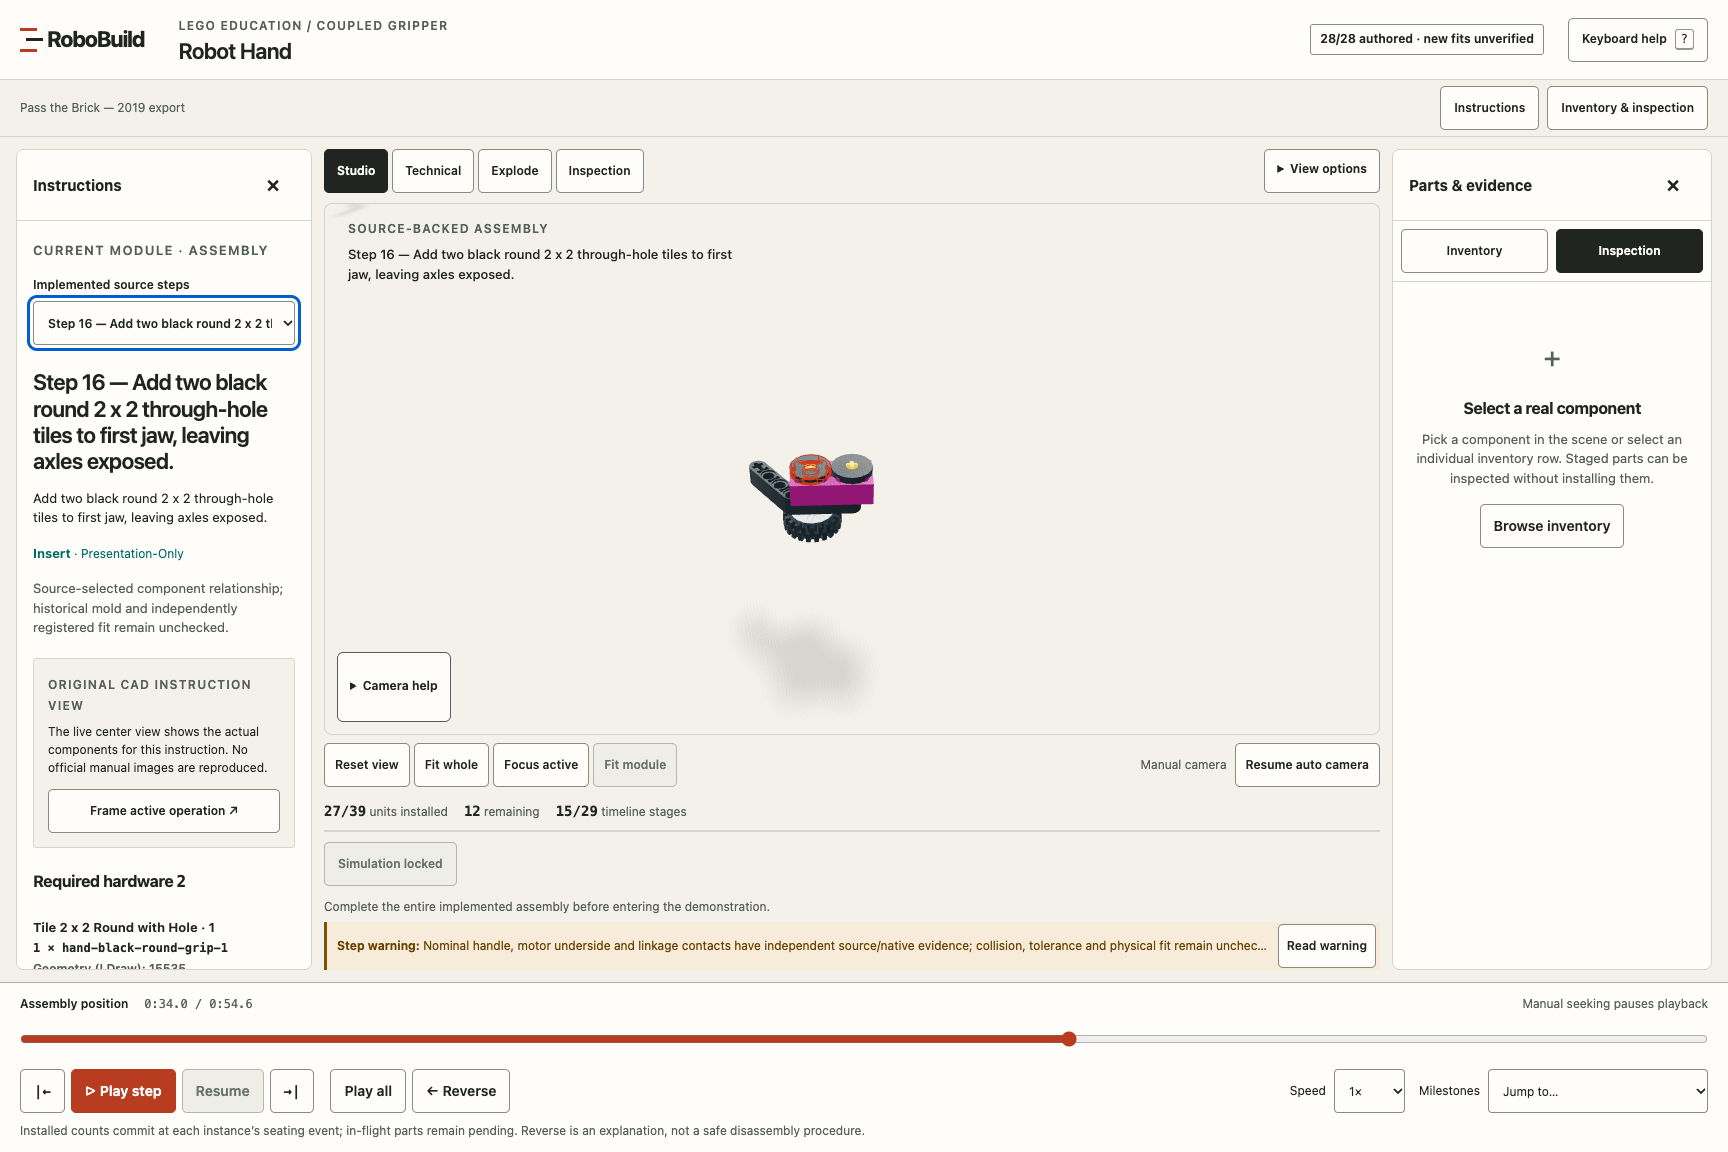 RoboBuild
LEGO EDUCATION / COUPLED GRIPPER
Robot Hand
28/28 authored · new fits unverified
Keyboard help ?
Pass the Brick — 2019 export
Instructions
Inventory & inspection
Instructions
CURRENT MODULE · ASSEMBLY
Implemented source steps
Step 16 — Add two black round 2 x 2 tl
Step 16 — Add two black
round 2 x 2 through-hole
tiles to first jaw, leaving
axles exposed.
Add two black round 2 x 2 through-hole
tiles to first jaw, leaving axles exposed.
Insert · Presentation-Only
Source-selected component relationship;
historical mold and independently
registered fit remain unchecked.
ORIGINAL CAD INSTRUCTION
VIEW
The live center view shows the actual
components for this instruction. No
official manual images are reproduced.
Frame active operation ↗
Required hardware 2
Tile 2 x 2 Round with Hole · 1
1 × hand-black-round-grip-1
Geometry (LDraw): 15535
Studio
Technical
Explode
Inspection
View options
SOURCE-BACKED ASSEMBLY
Step 16 — Add two black round 2 x 2 through-hole tiles to first
jaw, leaving axles exposed.
Camera help
Reset view
Fit whole
Focus active
Fit module
Manual camera
Resume auto camera
27/39 units installed 12 remaining 15/29 timeline stages
Simulation locked
Complete the entire implemented assembly before entering the demonstration.
Step warning: Nominal handle, motor underside and linkage contacts have independent source/native evidence; collision, tolerance and physical fit remain unchec...
Read warning
Parts & evidence
Inventory
Inspection
Select a real component
Pick a component in the scene or select an
individual inventory row. Staged parts can be
inspected without installing them.
Browse inventory
Assembly position 0:34.0 / 0:54.6
Manual seeking pauses playback
|←
Play step
Resume
→|
Play all
← Reverse
Speed 1×
Milestones Jump to...
Installed counts commit at each instance's seating event; in-flight parts remain pending. Reverse is an explanation, not a safe disassembly procedure.